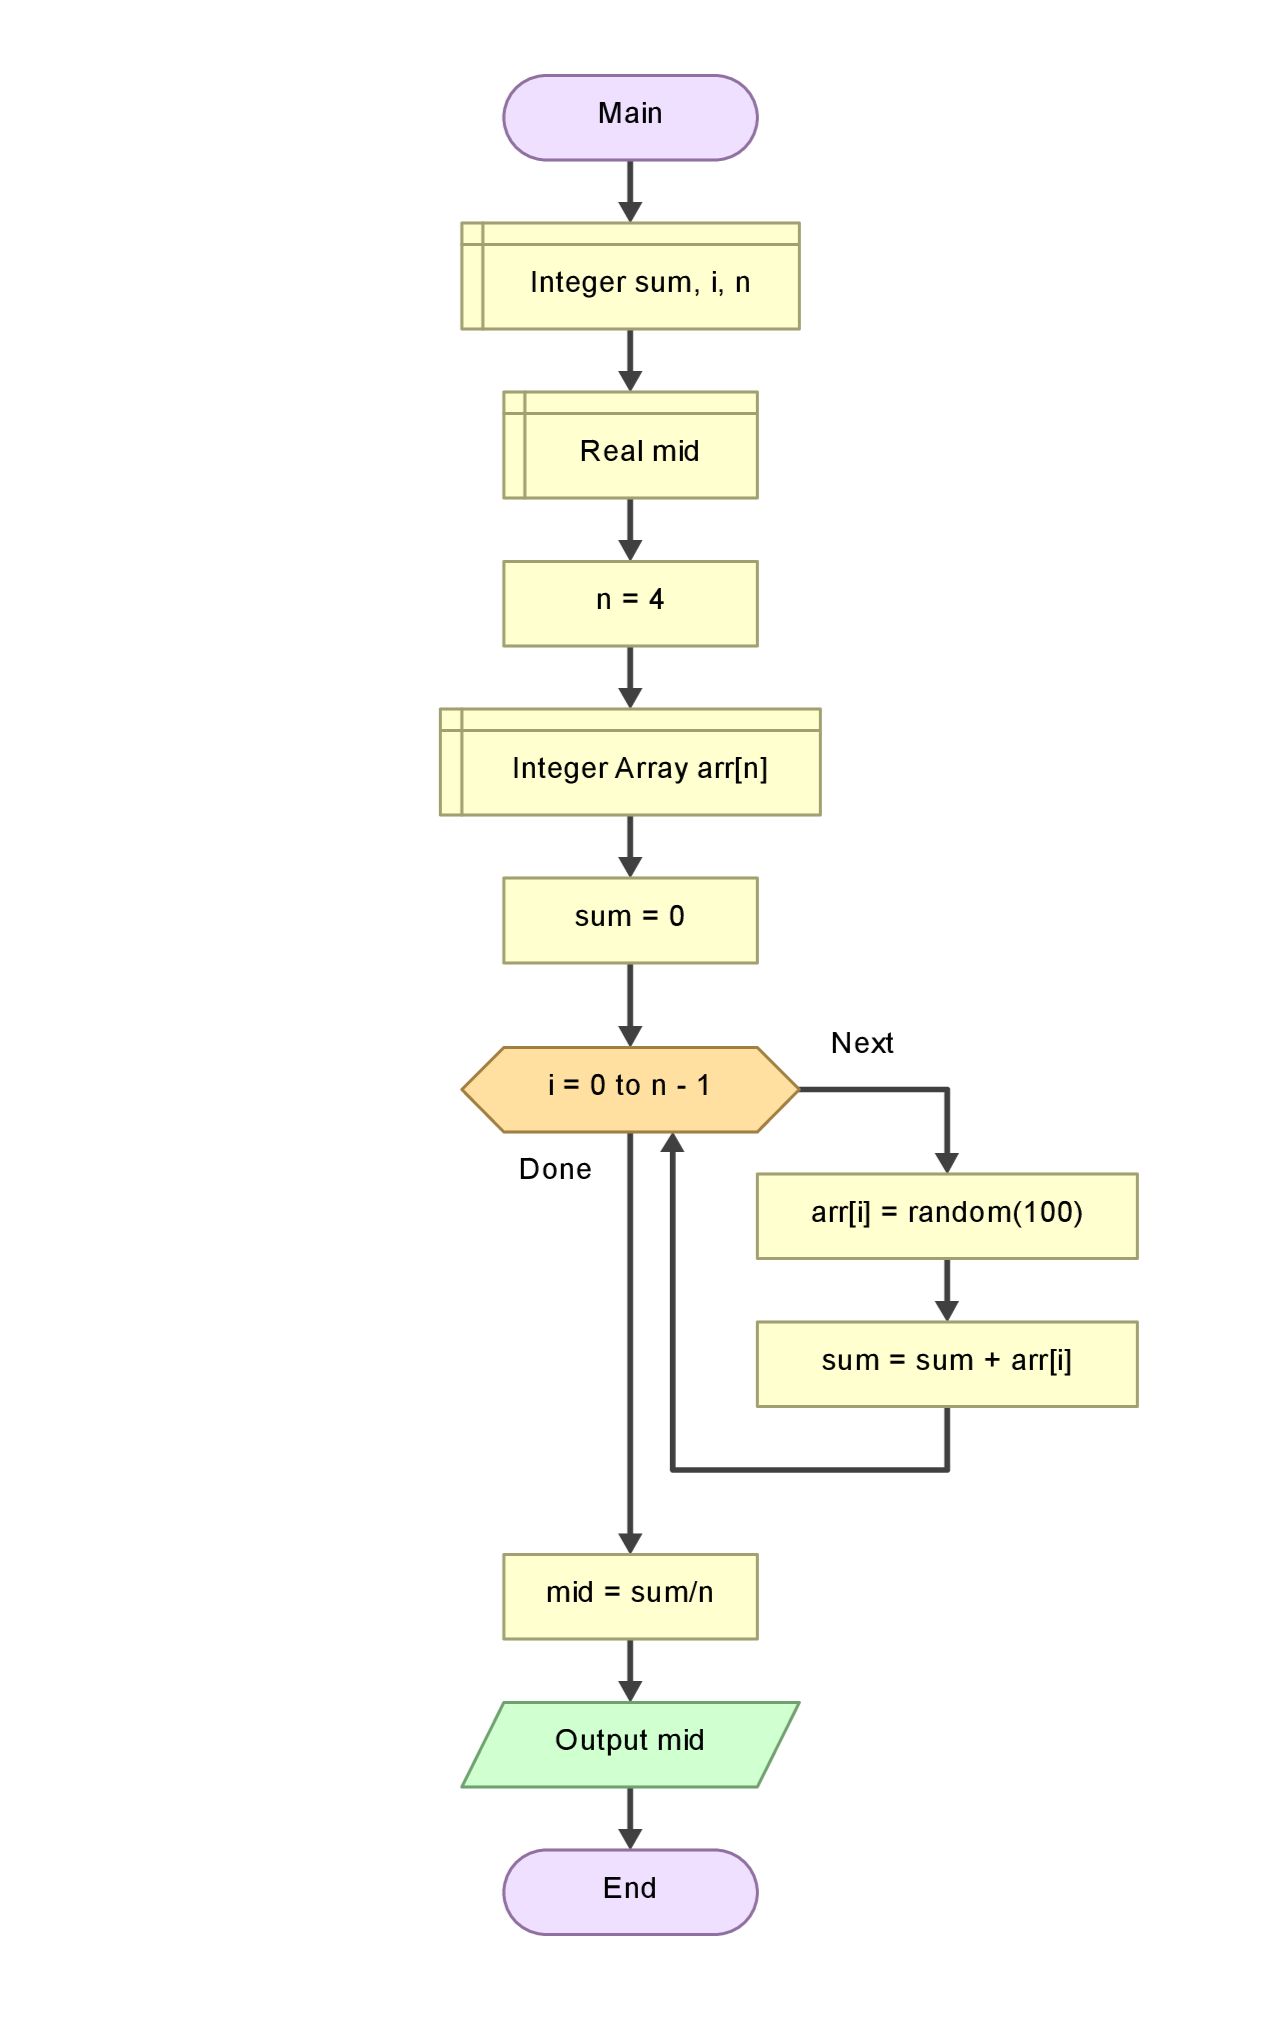 Main
Integer sum, i, n
Real mid
n = 4
Integer Array arr[n]
sum = 0
i = 0 to n - 1
Next
Done
arr[i] = random(100)
sum = sum + arr[i]
mid = sum/n
Output mid
End